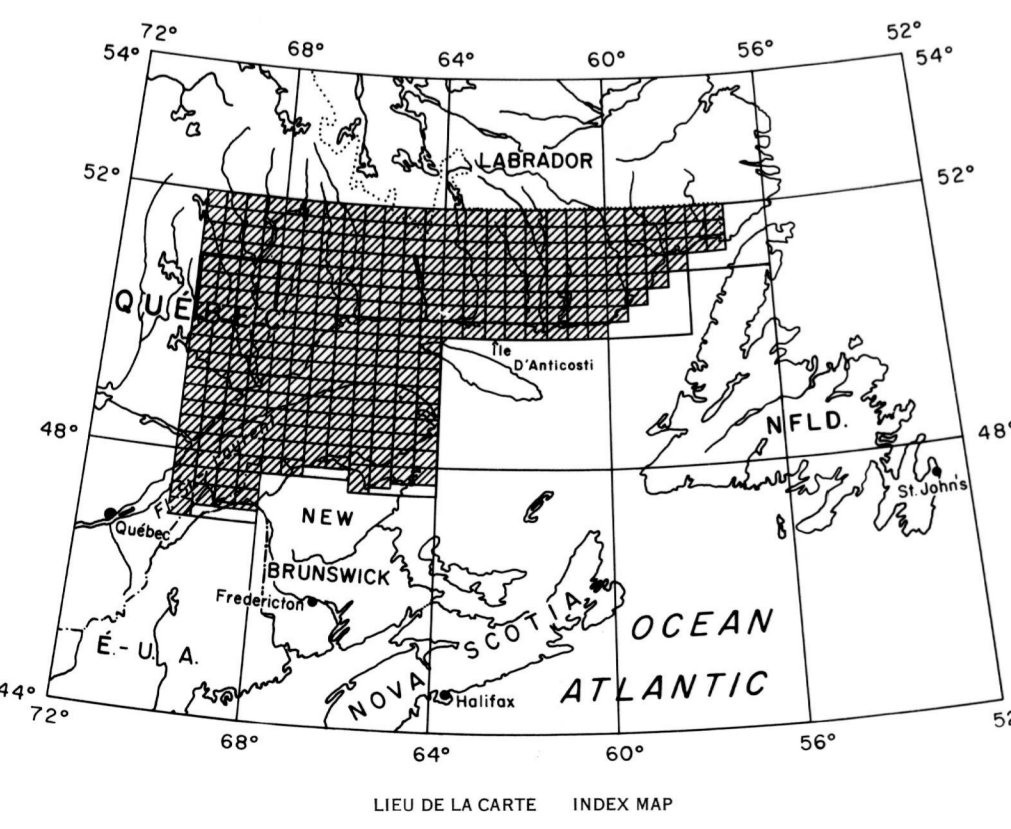 72° 68° 64° 60° 56° 52°
54° 54°
LABRADOR
52° 52°
QUÉ
Île
D'Anticosti
NFLD.
48° 48°
St. John's
Québec
NEW
BRUNSWICK
Fredericton
É.-U. A.
NOVA SCOTIA
Halifax
OCEAN
ATLANTIC
44°
72° 68° 64° 60° 56° 52
LIEU DE LA CARTE INDEX MAP